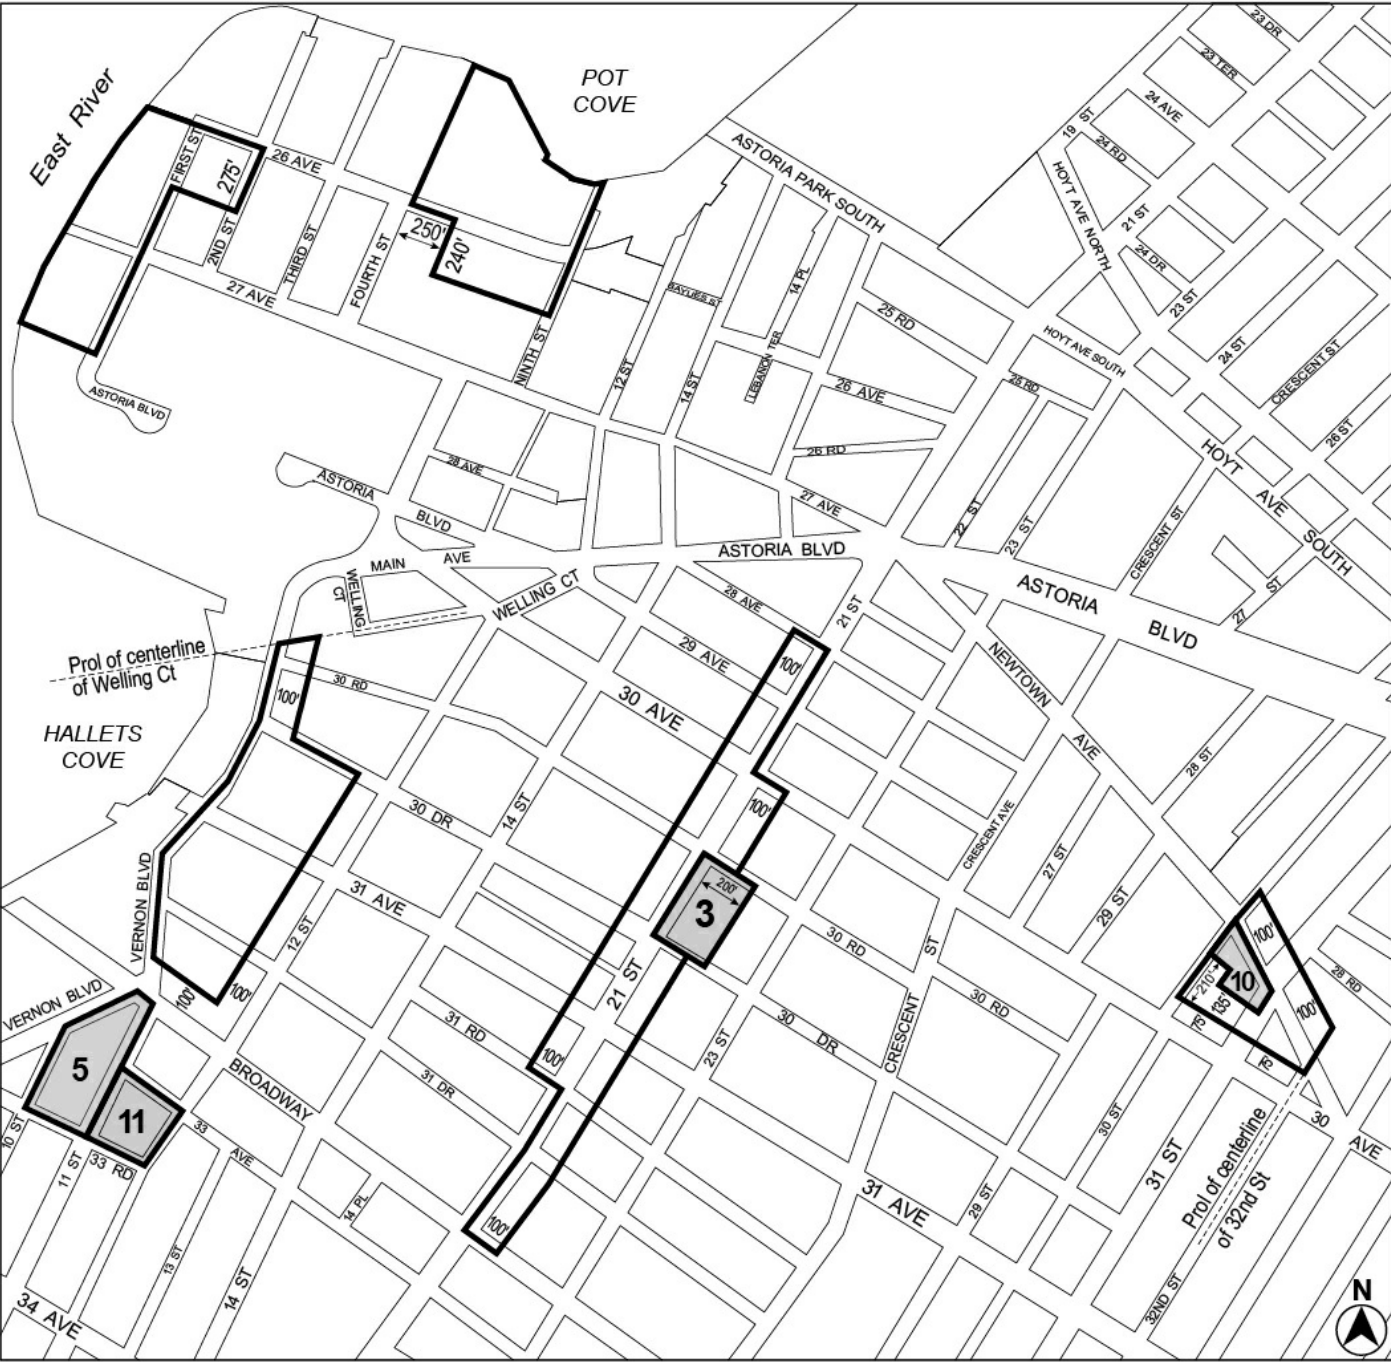 23 DR
23 TER
24 AVE
19 ST
24 RD
HOYT AVE NORTH
21 ST
24 DR
23 ST
24 ST
CRESCENT ST
26 ST
East River
POT
COVE
ASTORIA PARK SOUTH
FIRST ST
275'
26 AVE
2ND ST
THIRD ST
FOURTH ST
250'
240'
27 AVE
NINTH ST
BAYLIES ST
14 PL
LEBANON TER
12 ST
14 ST
25 RD
HOYT AVE SOUTH
25 RD
26 AVE
26 RD
27 AVE
22 ST
23 ST
CRESCENT ST
HOYT AVE SOUTH
27 ST
ASTORIA BLVD
28 AVE
ASTORIA
BLVD
MAIN
AVE
WELLING
CT
WELLING CT
ASTORIA BLVD
28 AVE
21 ST
ASTORIA
BLVD
NEWTOWN
AVE
Prol of centerline
of Welling Ct
HALLETS
COVE
100'
30 RD
29 AVE
30 AVE
100'
100'
28 ST
CRESCENT AVE
27 ST
29 ST
30 DR
14 ST
31 AVE
12 ST
VERNON BLVD
VERNON BLVD
100'
100'
200'
3
30 RD
CRESCENT
ST
30 RD
100'
210'
135'
10
75
75
100'
28 RD
21 ST
31 RD
31 DR
100'
23 ST
30 DR
5
11
BROADWAY
10 ST
11 ST
33 RD
33
AVE
14 PL
13 ST
14 ST
34 AVE
100'
31 AVE
29 ST
30 ST
31 ST
Prol of centerline
of 32nd St
32ND ST
30
AVE
N